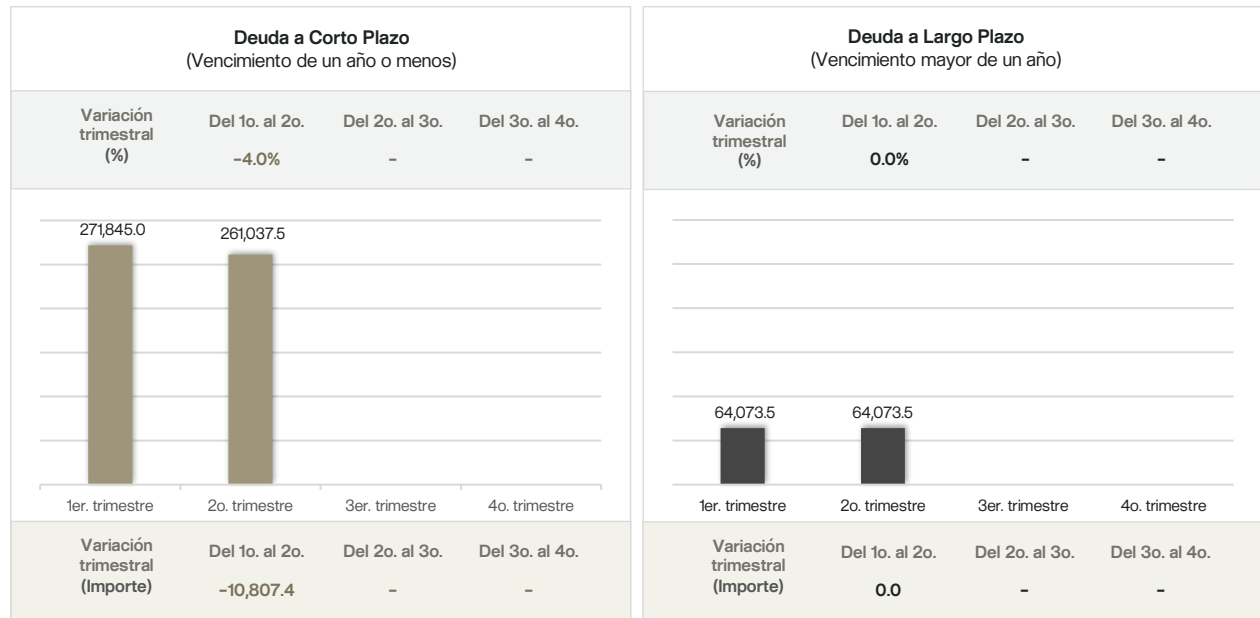 Deuda a Corto Plazo
(Vencimiento de un año o menos)
Variación
trimestral
(%)
Del 1o. al 2o.
Del 2o. al 3o.
Del 3o. al 4o.
-4.0%
-
-
271,845.0
261,037.5
1er. trimestre
2o. trimestre
3er. trimestre
4o. trimestre
Variación
trimestral
(Importe)
Del 1o. al 2o.
Del 2o. al 3o.
Del 3o. al 4o.
-10,807.4
-
-
Deuda a Largo Plazo
(Vencimiento mayor de un año)
Variación
trimestral
(%)
Del 1o. al 2o.
Del 2o. al 3o.
Del 3o. al 4o.
0.0%
-
-
64,073.5
64,073.5
1er. trimestre
2o. trimestre
3er. trimestre
4o. trimestre
Variación
trimestral
(Importe)
Del 1o. al 2o.
Del 2o. al 3o.
Del 3o. al 4o.
0.0
-
-